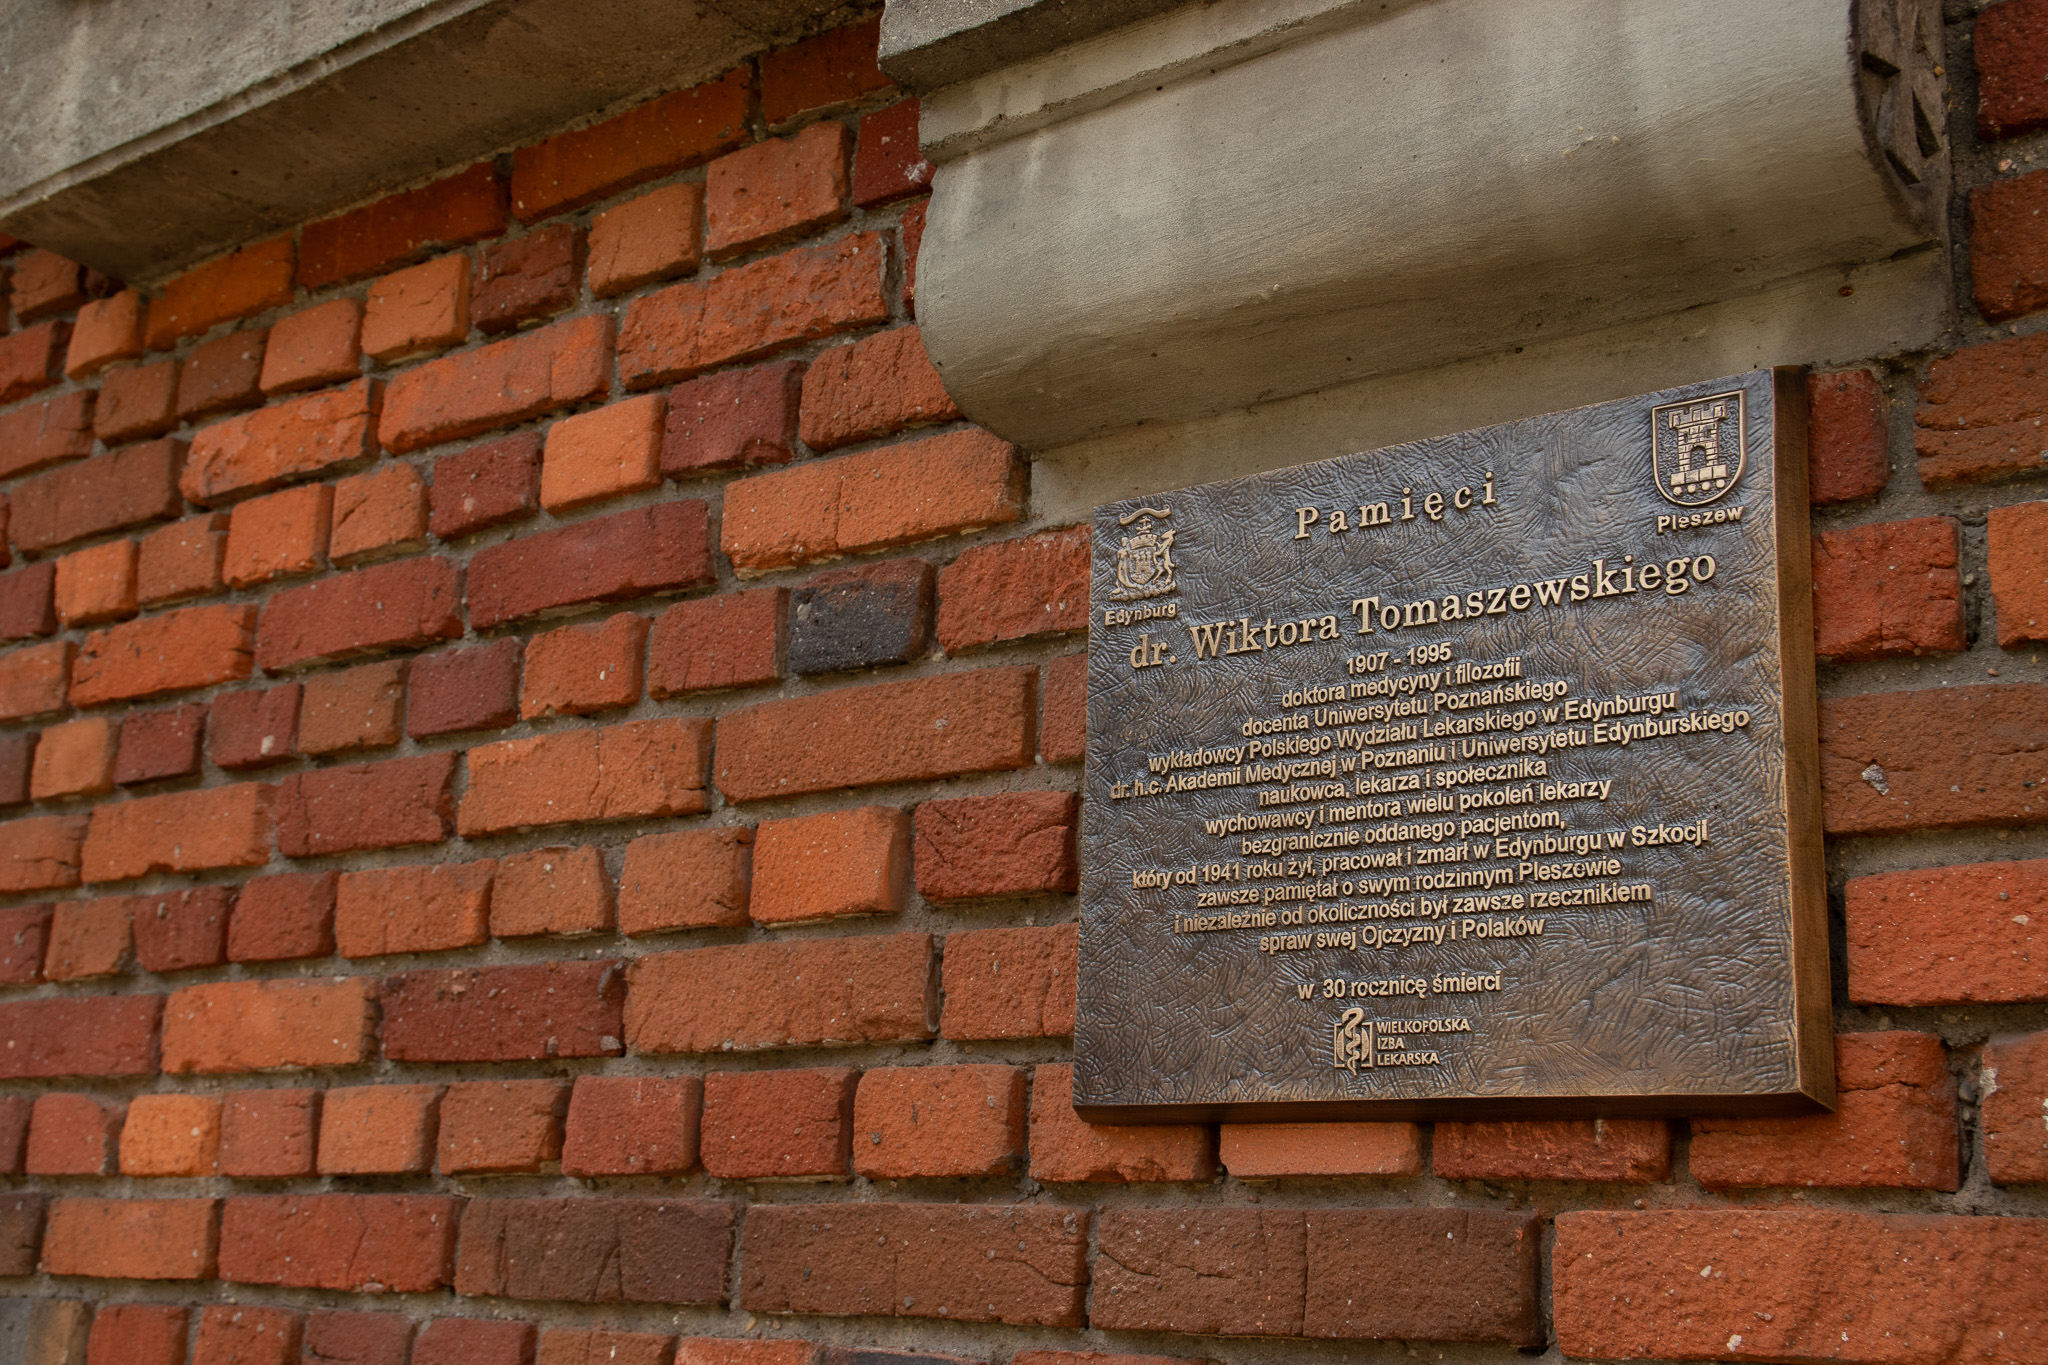 Pamięci
Pleszew
Edynburg
dr. Wiktora Tomaszewskiego
1907 - 1995
doktora medycyny i filozofii
docenta Uniwersytetu Poznańskiego
wykładowcy Polskiego Wydziału Lekarskiego w Edynburgu
dr. h.c. Akademii Medycznej w Poznaniu i Uniwersytetu Edynburskiego
naukowca, lekarza i społecznika
wychowawcy i mentora wielu pokoleń lekarzy
bezgranicznie oddanego pacjentom,
który od 1941 roku żył, pracował i zmarł w Edynburgu w Szkocji
zawsze pamiętał o swym rodzinnym Pleszewie
i niezależnie od okoliczności był zawsze rzecznikiem
spraw swej Ojczyzny i Polaków
w 30 rocznicę śmierci
WIELKOPOLSKA
IZBA
LEKARSKA